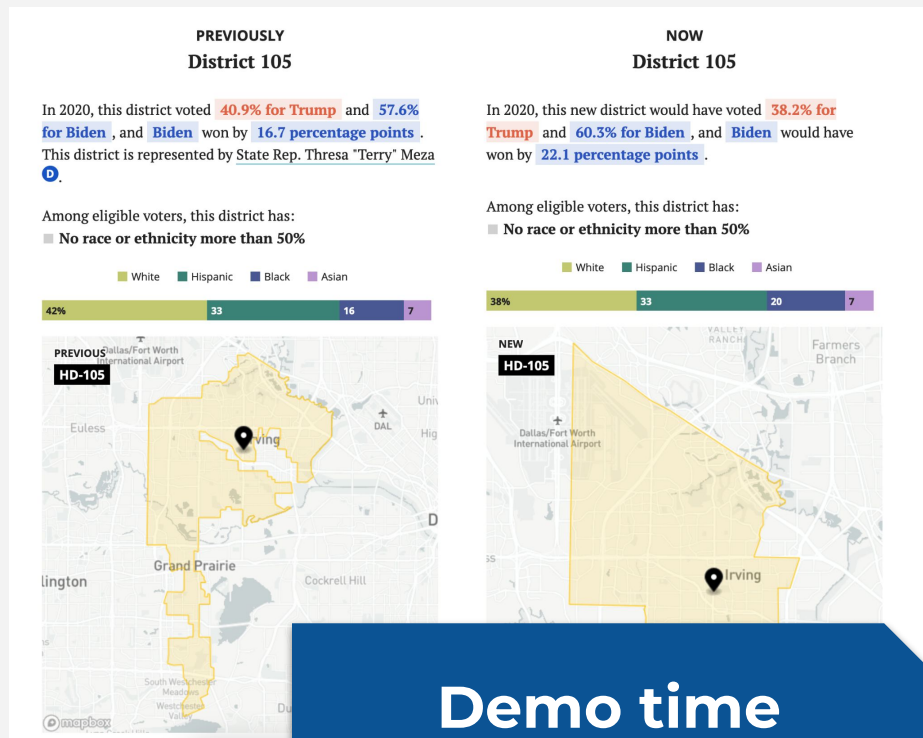 PREVIOUSLY
District 105
In 2020, this district voted 40.9% for Trump and 57.6%
for Biden , and Biden won by 16.7 percentage points .
This district is represented by State Rep. Thresa "Terry" Meza
D .
Among eligible voters, this district has:
No race or ethnicity more than 50%
White Hispanic Black Asian
42% 33 16 7
PREVIOUS
HD-105
Dallas/Fort Worth
International Airport
Euless
DAL
Irving
Grand Prairie
Cockrell Hill
lington
South Westchester
Meadows
Westchester
Valley
mapbox
NOW
District 105
In 2020, this new district would have voted 38.2% for
Trump and 60.3% for Biden , and Biden would have
won by 22.1 percentage points .
Among eligible voters, this district has:
No race or ethnicity more than 50%
White Hispanic Black Asian
38% 33 20 7
NEW
HD-105
VALLEY
RANCH
Farmers
Branch
Dallas/Fort Worth
International Airport
Irving
Demo time